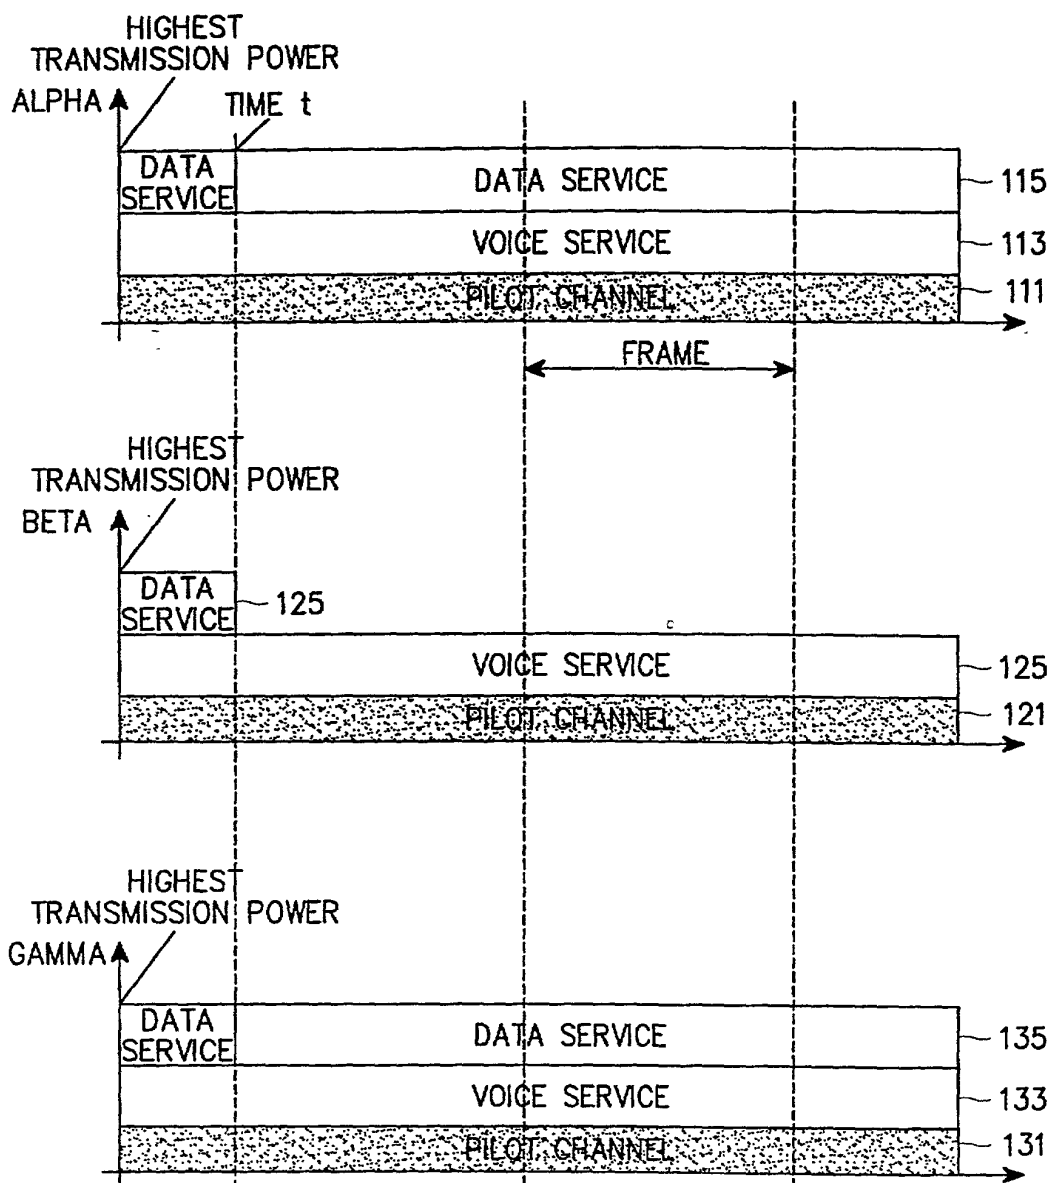 HIGHEST
TRANSMISSION POWER
ALPHA
TIME t
DATA
SERVICE
DATA SERVICE
115
VOICE SERVICE
113
PILOT CHANNEL
111
FRAME
HIGHEST
TRANSMISSION POWER
BETA
DATA
SERVICE
125
VOICE SERVICE
125
PILOT CHANNEL
121
HIGHEST
TRANSMISSION POWER
GAMMA
DATA
SERVICE
DATA SERVICE
135
VOICE SERVICE
133
PILOT CHANNEL
131